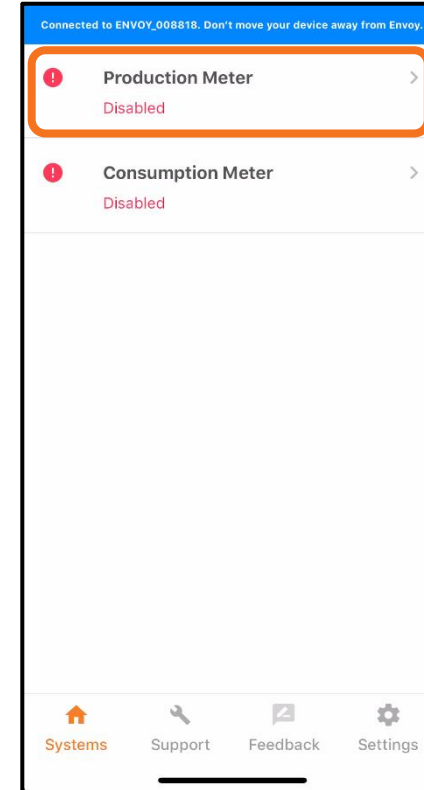 Connected to ENVOY_008818. Don't move your device away from Envoy.
Production Meter
Disabled
Consumption Meter
Disabled
Systems Support Feedback Settings